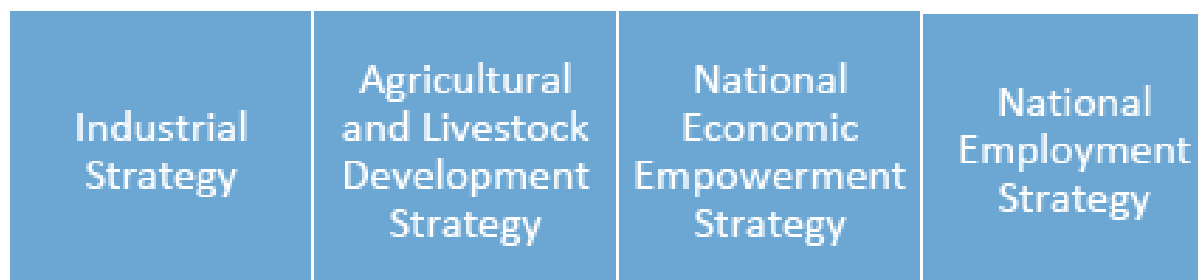 Industrial
Strategy
Agricultural
and Livestock
Development
Strategy
National
Economic
Empowerment
Strategy
National
Employment
Strategy